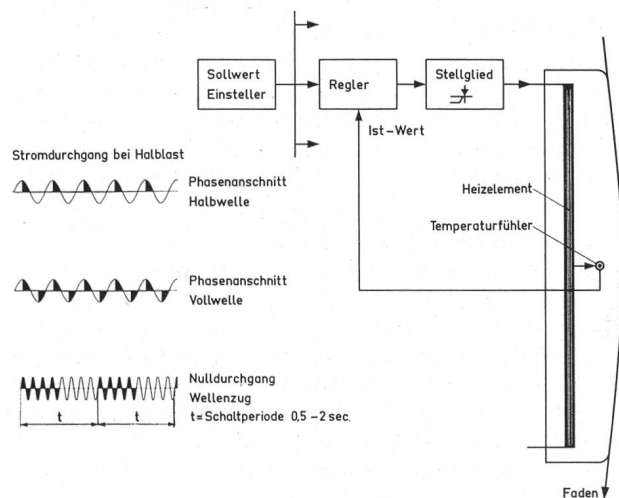 Sollwert
Einsteller
Regler
Stellglied
Ist-Wert
Stromdurchgang bei Halblast
Phasenanschnitt
Halbwelle
Heizelement
Temperaturfühler
Phasenanschnitt
Vollwelle
Nulldurchgang
Wellenzug
t t t=Schaltperiode 0,5-2 sec.
Faden